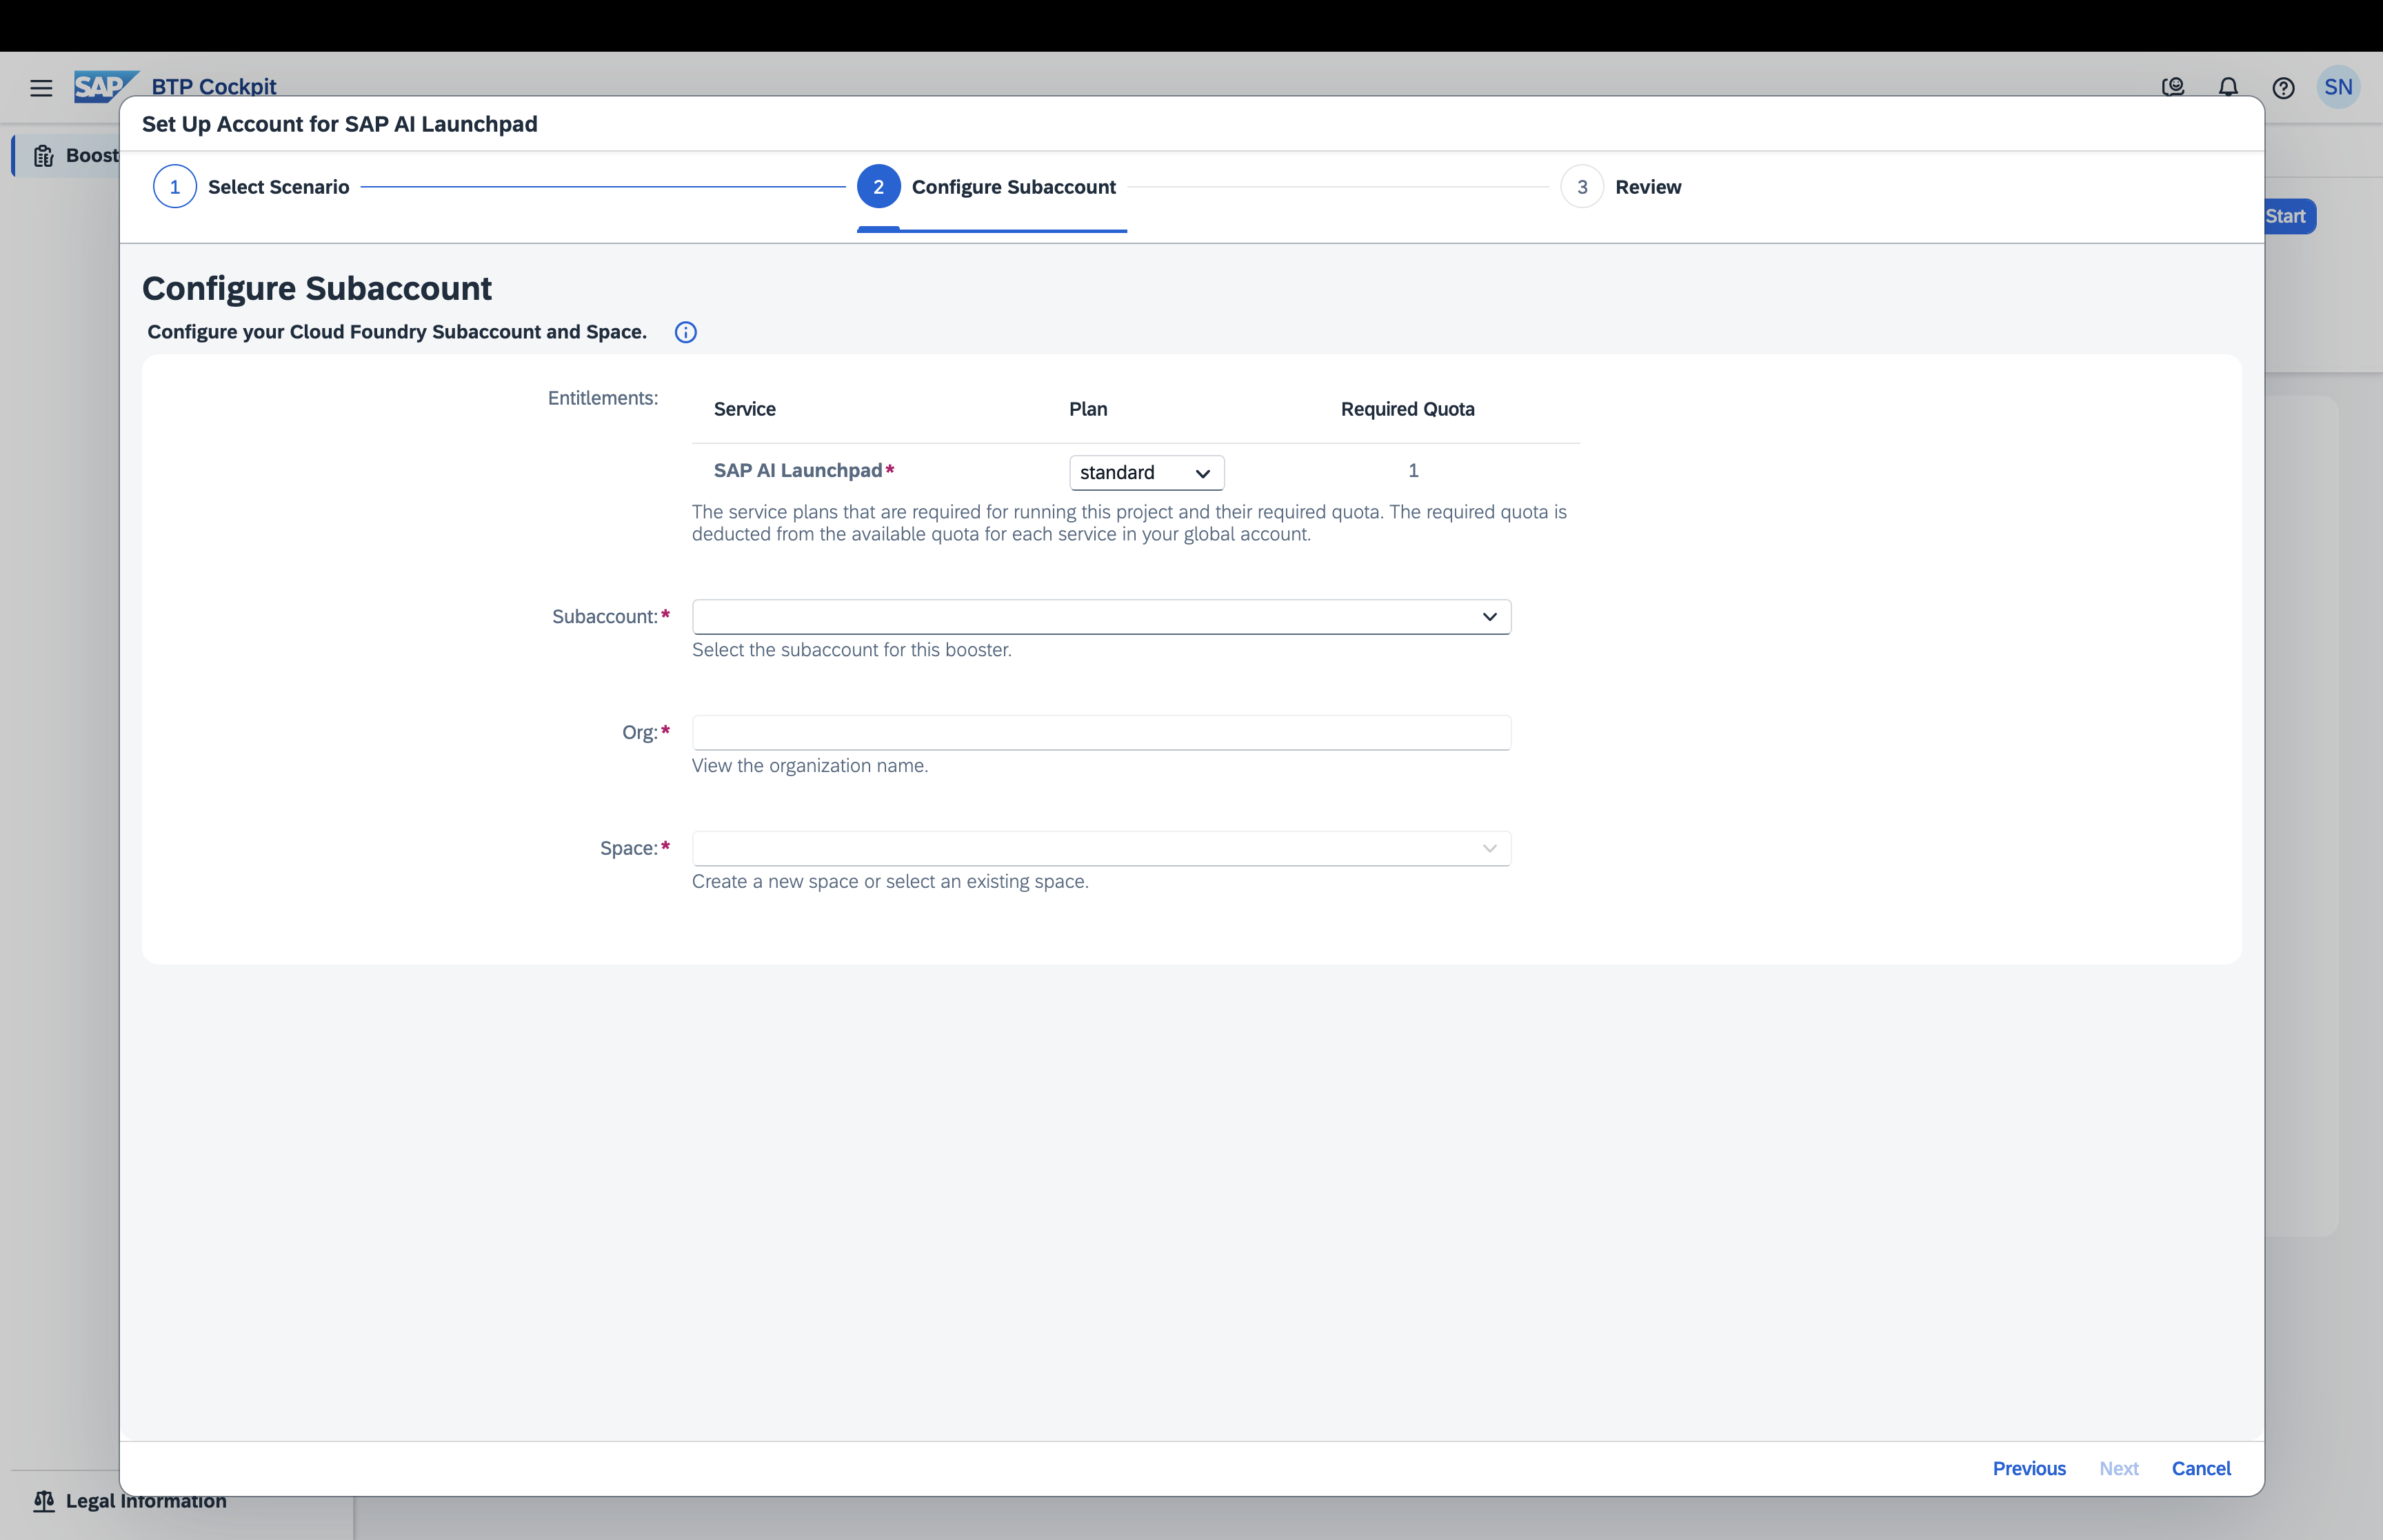 SAP BTP Cockpit
SN
Set Up Account for SAP AI Launchpad
Boost
1 Select Scenario
2 Configure Subaccount
3 Review
Start
Configure Subaccount
Configure your Cloud Foundry Subaccount and Space.
Entitlements:
Service Plan Required Quota
SAP AI Launchpad* standard 1
The service plans that are required for running this project and their required quota. The required quota is
deducted from the available quota for each service in your global account.
Subaccount:*
Select the subaccount for this booster.
Org:*
View the organization name.
Space:*
Create a new space or select an existing space.
Previous Next Cancel
Legal Information